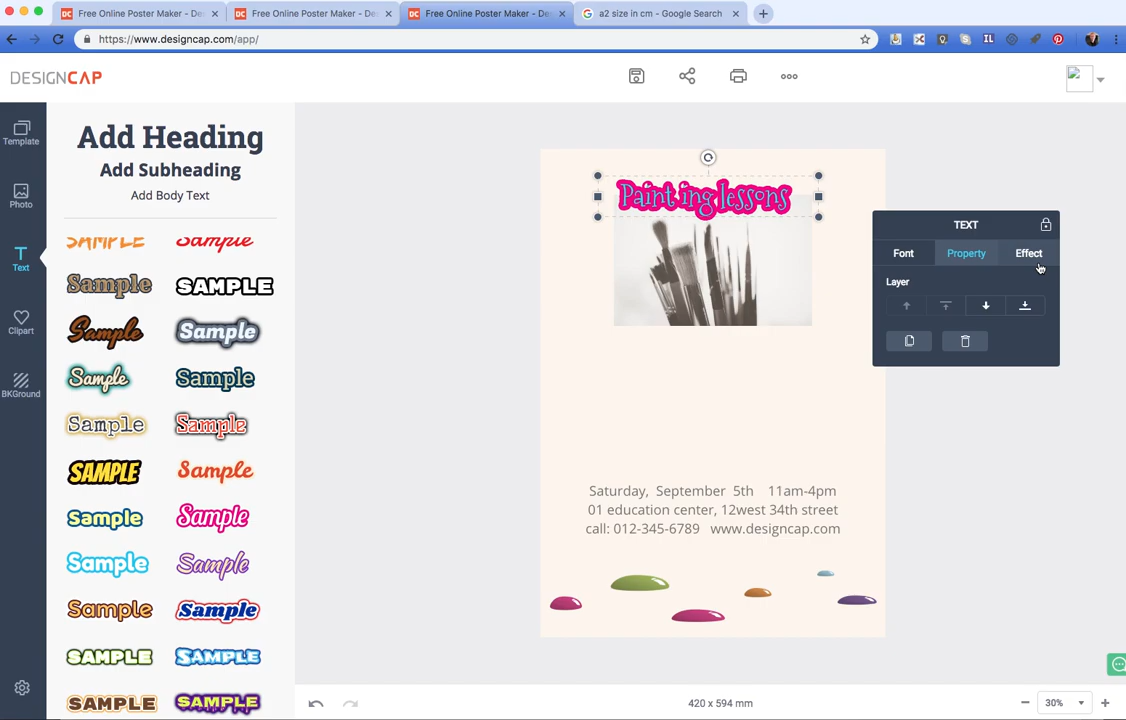 Free Online Poster Maker - De
Free Online Poster Maker - De
Free Online Poster Maker - De
a2 size in cm - Google Search
https://www.designcap.com/app/
DESIGNCAP
Template
Photo
Text
Clipart
BKGround
Add Heading
Add Subheading
Add Body Text
SAMPLE Sample
Sample SAMPLE
Sample Sample
Sample Sample
Sample Sample
SAMPLE Sample
Sample Sample
Sample Sample
Sample Sample
SAMPLE SAMPLE
SAMPLE SAMPLE
Paint ing lessons
Saturday, September 5th 11am-4pm
01 education center, 12west 34th street
call: 012-345-6789 www.designcap.com
TEXT
Font Property Effect
Layer
420 x 594 mm
30%